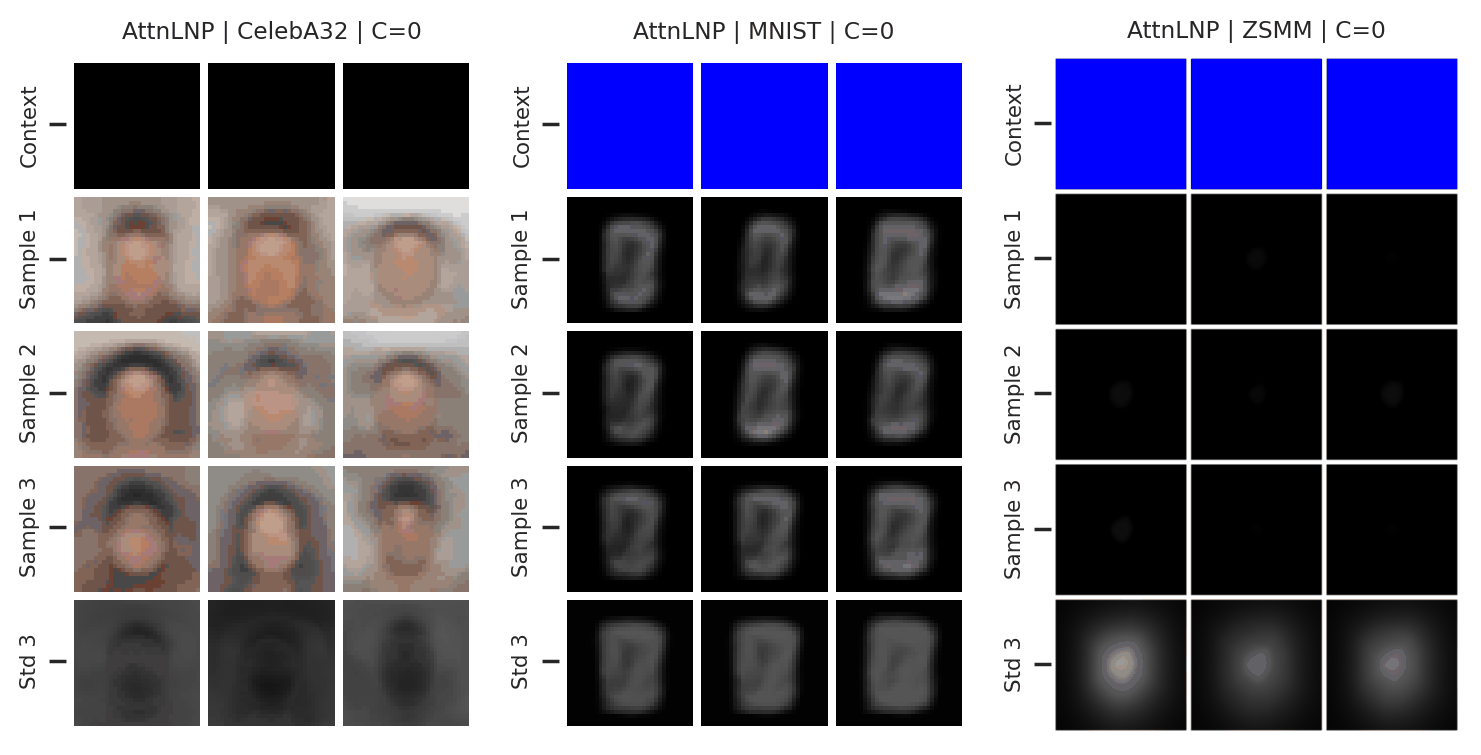 AttnLNP | CelebA32 | C=0
Context
Sample 1
Sample 2
Sample 3
Std 3
AttnLNP | MNIST | C=0
Context
Sample 1
Sample 2
Sample 3
Std 3
AttnLNP | ZSMM | C=0
Context
Sample 1
Sample 2
Sample 3
Std 3